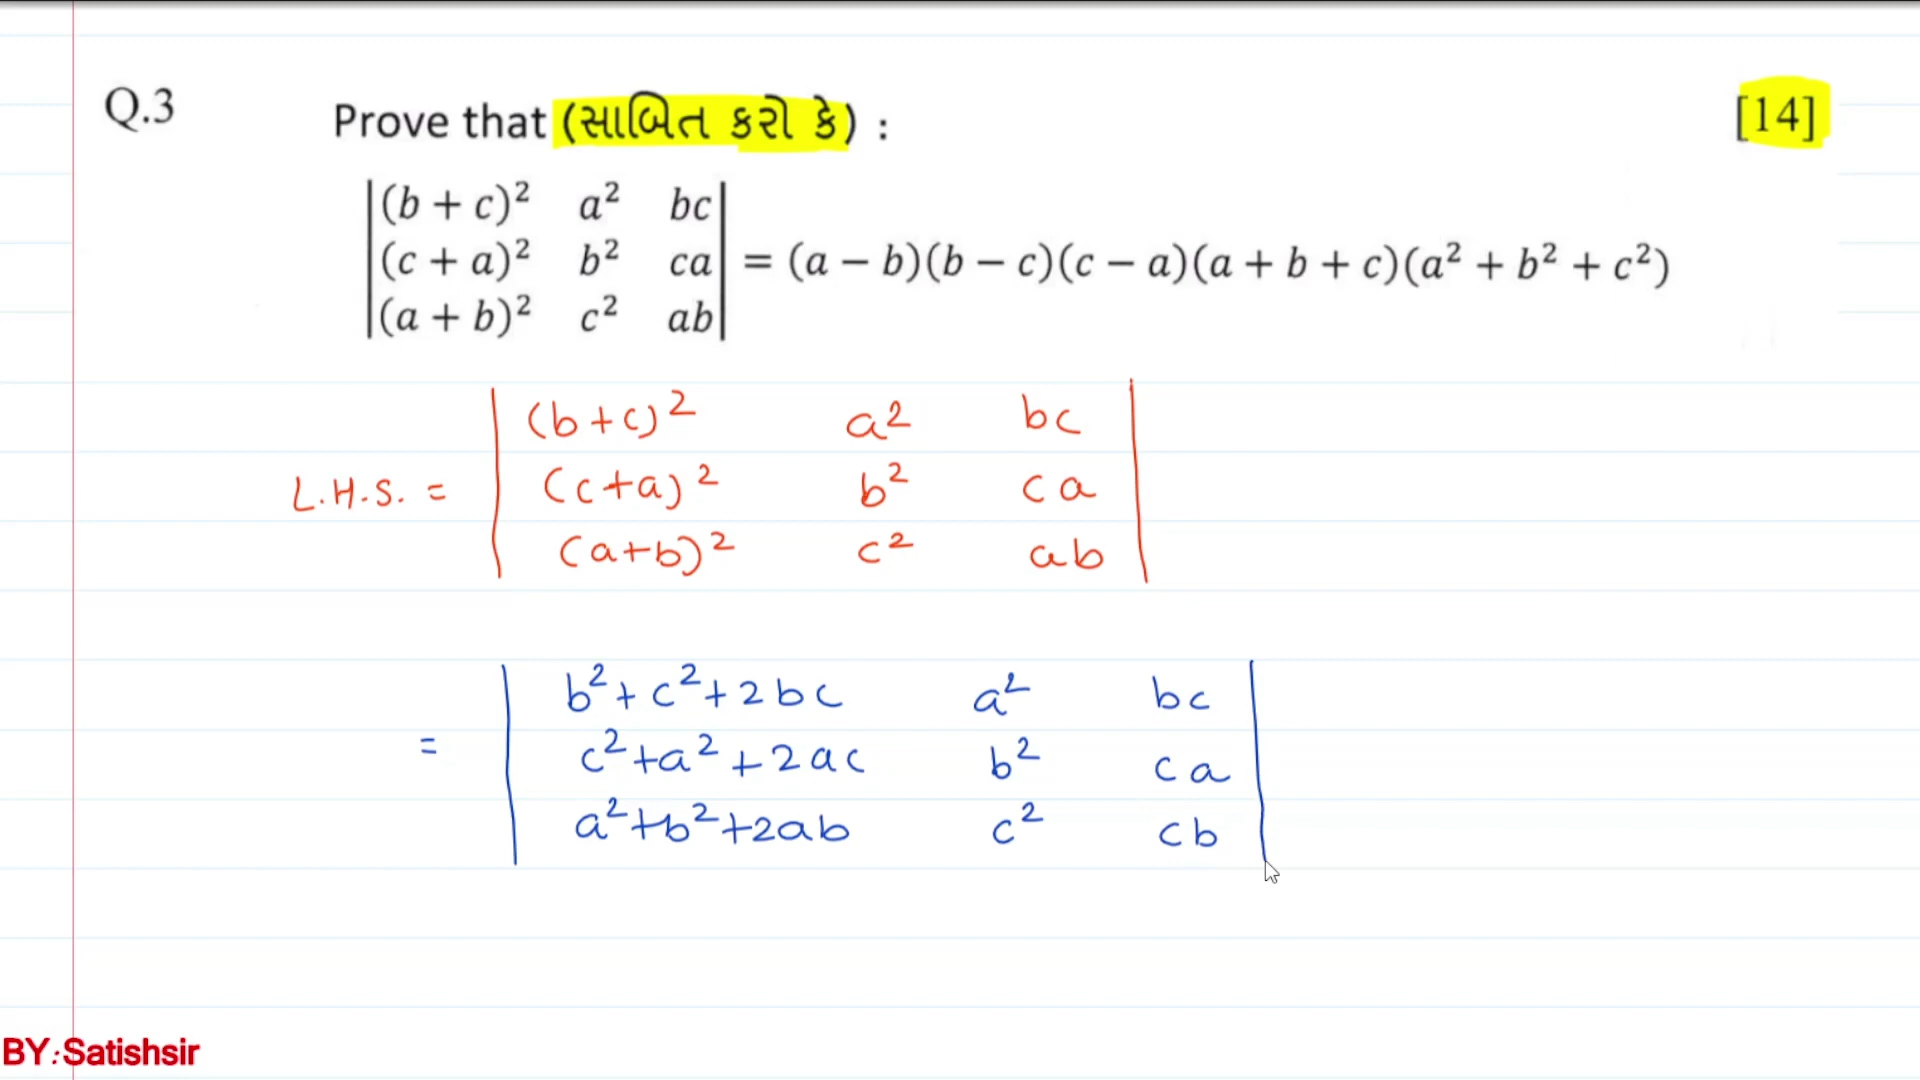 Q.3 Prove that (સાબિત કરો કે) : [14]
|(b + c)² a² bc|
|(c + a)² b² ca| = (a − b)(b − c)(c − a)(a + b + c)(a² + b² + c²)
|(a + b)² c² ab|
| (b+c)² a² bc |
L.H.S. = | (c+a)² b² ca |
| (a+b)² c² ab |
| b²+c²+2bc a² bc |
= | c²+a²+2ac b² ca |
| a²+b²+2ab c² cb |
BY:Satishsir